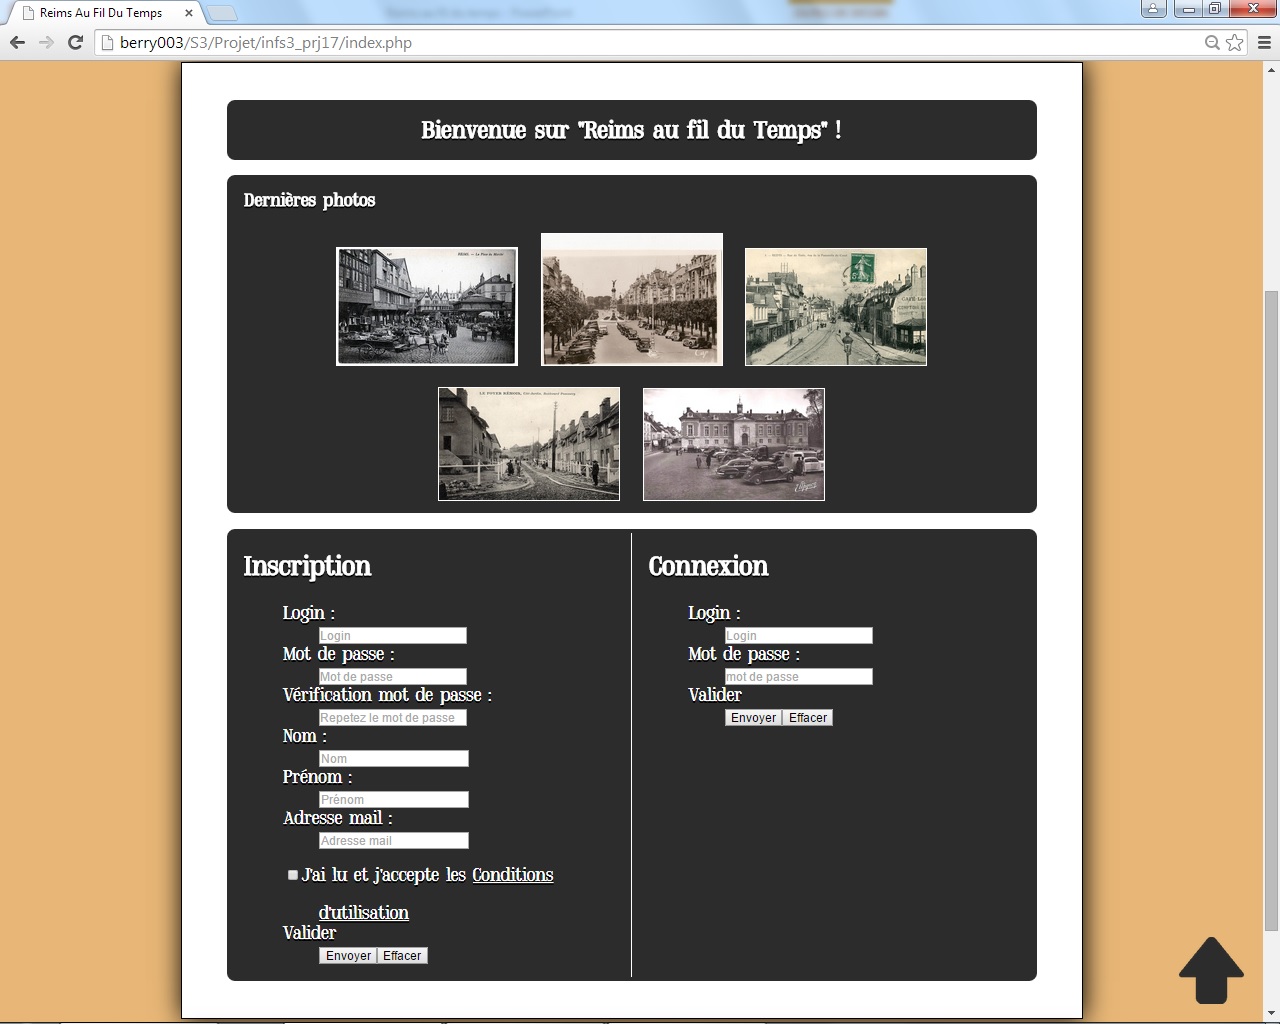 Reims Au Fil Du Temps
berry003/S3/Projet/infs3_prj17/index.php
Bienvenue sur "Reims au fil du Temps" !
Dernières photos
Inscription
Login :
Login
Mot de passe :
Mot de passe
Vérification mot de passe :
Repetez le mot de passe
Nom :
Nom
Prénom :
Prénom
Adresse mail :
Adresse mail
J'ai lu et j'accepte les Conditions
d'utilisation
Valider
Envoyer Effacer
Connexion
Login :
Login
Mot de passe :
mot de passe
Valider
Envoyer Effacer